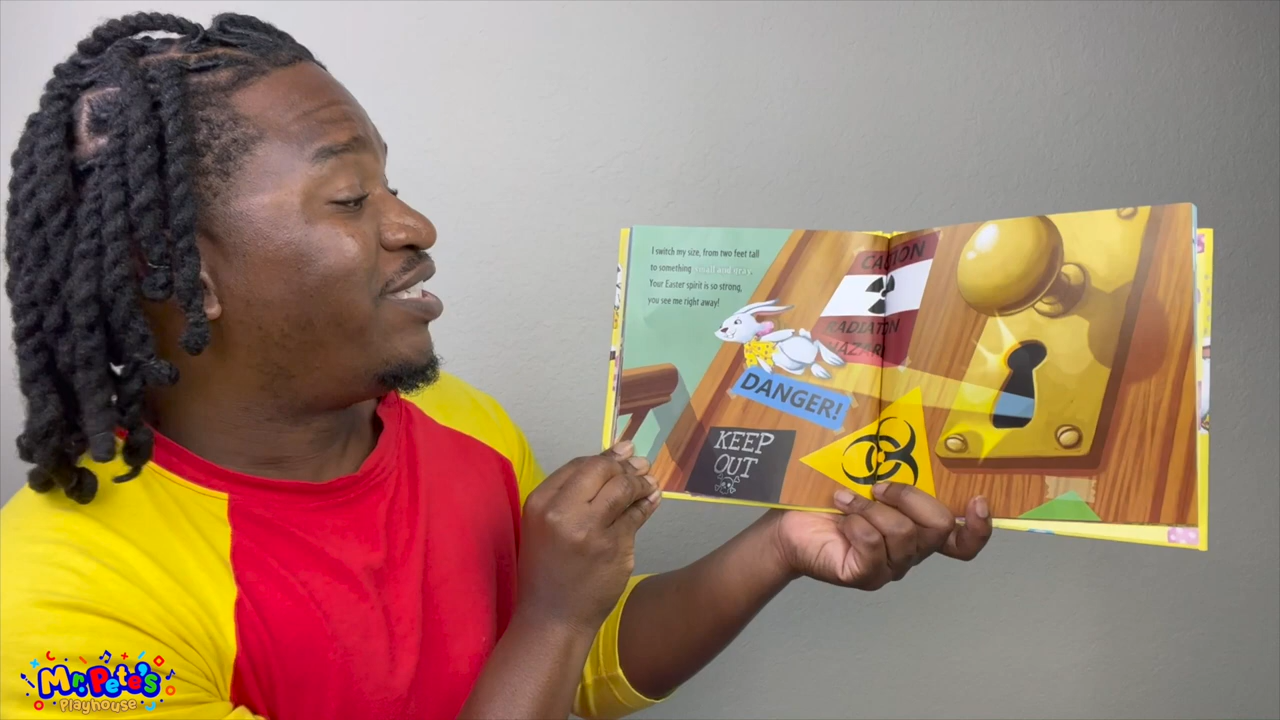 I switch my size, from two feet tall
to something small and gray.
Your Easter spirit is so strong,
you see me right away!
CAUTION
RADIATION
HAZARD
DANGER!
KEEP
OUT
Mr. Pete's
Playhouse